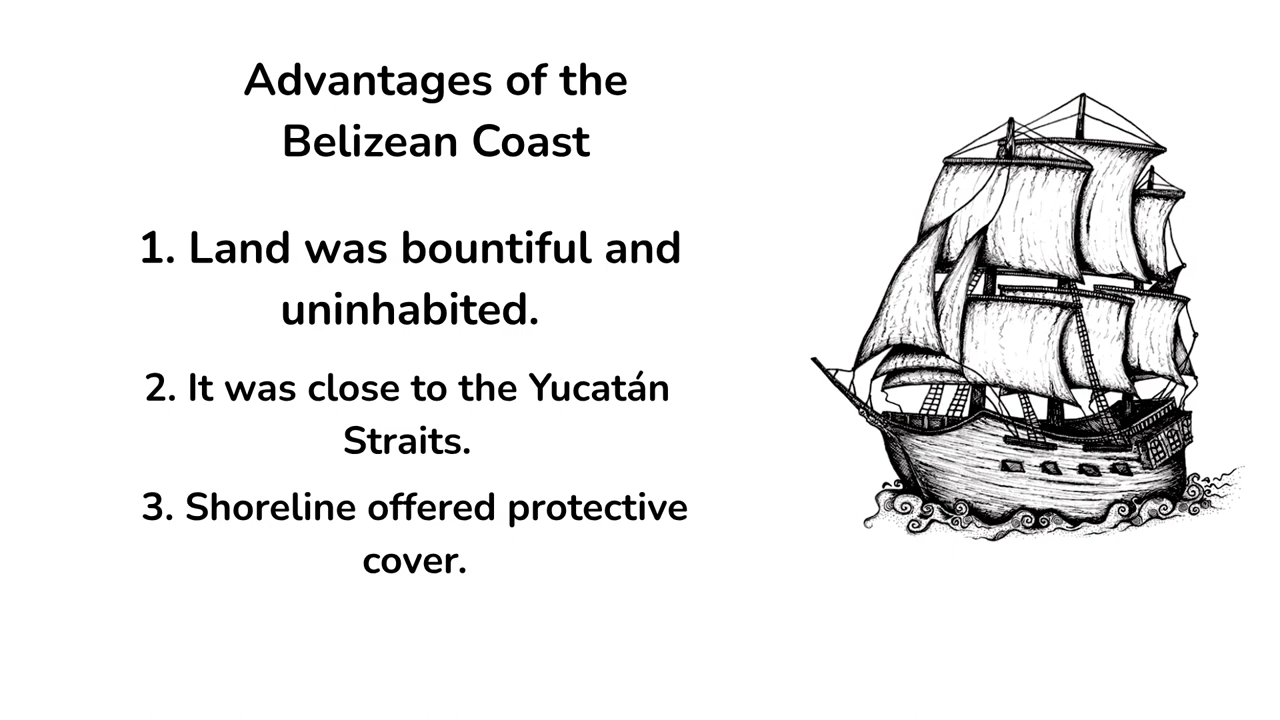 Advantages of the
Belizean Coast
1. Land was bountiful and
uninhabited.
2. It was close to the Yucatán
Straits.
3. Shoreline offered protective
cover.